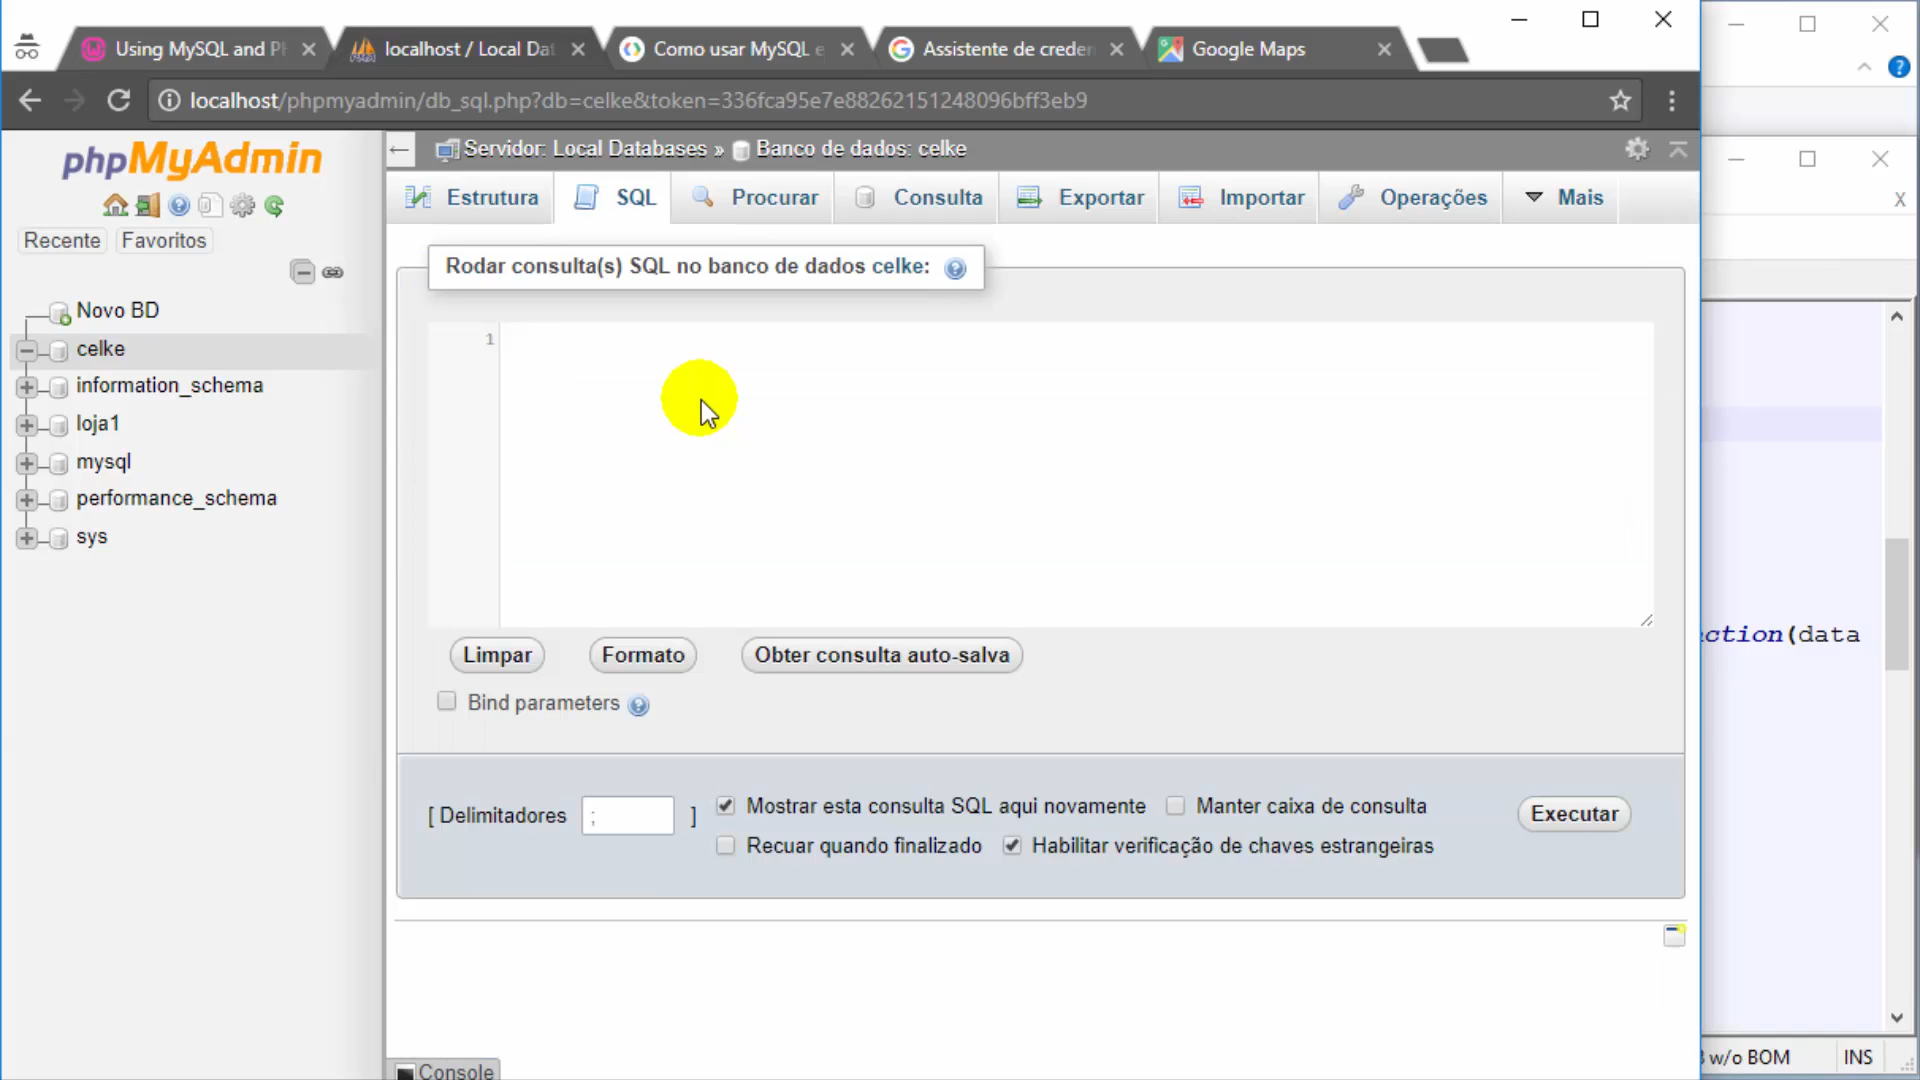 Using MySQL and PH
localhost / Local Dat
Como usar MySQL e
Assistente de creden
Google Maps
localhost/phpmyadmin/db_sql.php?db=celke&token=336fca95e7e88262151248096bff3eb9
phpMyAdmin
Recente
Favoritos
Novo BD
celke
information_schema
loja1
mysql
performance_schema
sys
Servidor: Local Databases » Banco de dados: celke
Estrutura
SQL
Procurar
Consulta
Exportar
Importar
Operações
Mais
Rodar consulta(s) SQL no banco de dados celke:
1
Limpar
Formato
Obter consulta auto-salva
Bind parameters
[ Delimitadores ; ]
Mostrar esta consulta SQL aqui novamente
Manter caixa de consulta
Recuar quando finalizado
Habilitar verificação de chaves estrangeiras
Executar
Console
X
ction(data
w/o BOM
INS